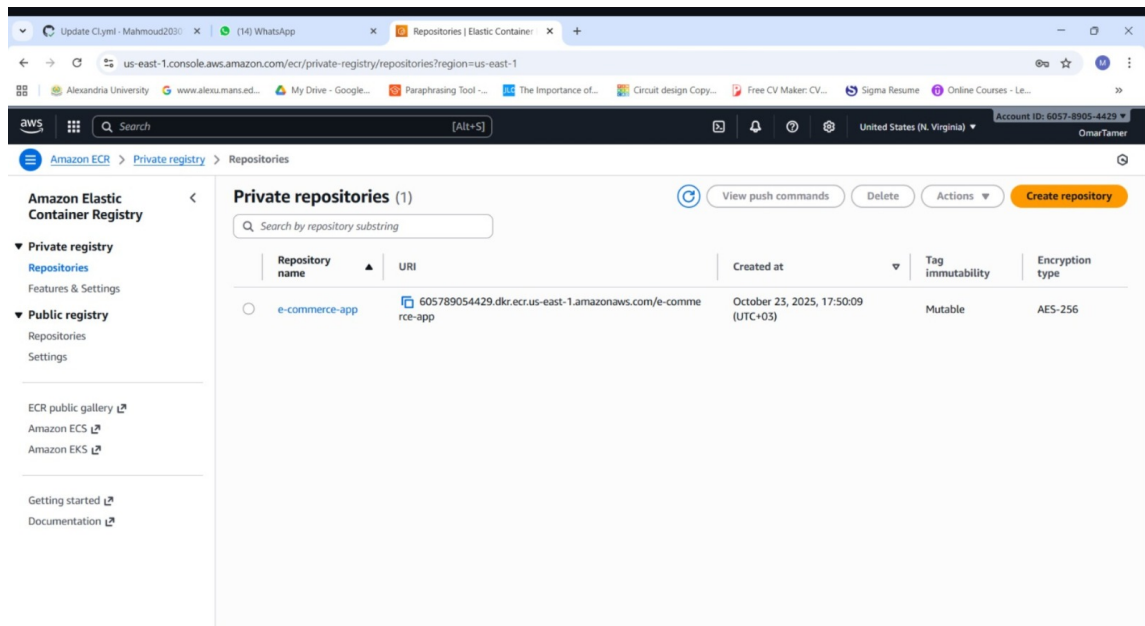 Update CI.yml · Mahmoud2030
(14) WhatsApp
Repositories | Elastic Container
us-east-1.console.aws.amazon.com/ecr/private-registry/repositories?region=us-east-1
M
Alexandria University
www.alexu.mans.ed...
My Drive - Google...
Paraphrasing Tool -...
JLC
The Importance of...
Circuit design Copy...
Free CV Maker: CV...
Sigma Resume
Online Courses - Le...
aws
Search
[Alt+S]
United States (N. Virginia)
Account ID: 6057-8905-4429
OmarTamer
Amazon ECR > Private registry > Repositories
Amazon Elastic
Container Registry
Private registry
Repositories
Features & Settings
Public registry
Repositories
Settings
ECR public gallery
Amazon ECS
Amazon EKS
Getting started
Documentation
Private repositories (1)
View push commands
Delete
Actions
Create repository
Search by repository substring
Repository
name
URI
Created at
Tag
immutability
Encryption
type
e-commerce-app
605789054429.dkr.ecr.us-east-1.amazonaws.com/e-comme
rce-app
October 23, 2025, 17:50:09
(UTC+03)
Mutable
AES-256